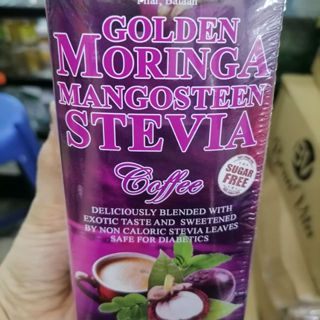 Pilar, Bataan
GOLDEN
MORINGA
MANGOSTEEN
STEVIA
Coffee
SUGAR
FREE
DELICIOUSLY BLENDED WITH
EXOTIC TASTE AND SWEETENED
BY NON CALORIC STEVIA LEAVES
SAFE FOR DIABETICS